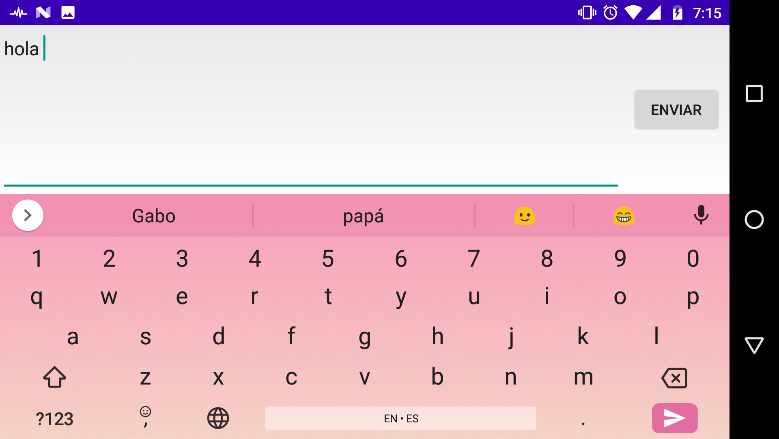 7:15
hola
ENVIAR
Gabo papá
1 2 3 4 5 6 7 8 9 0
q w e r t y u i o p
a s d f g h j k l
z x c v b n m
?123 , EN • ES .